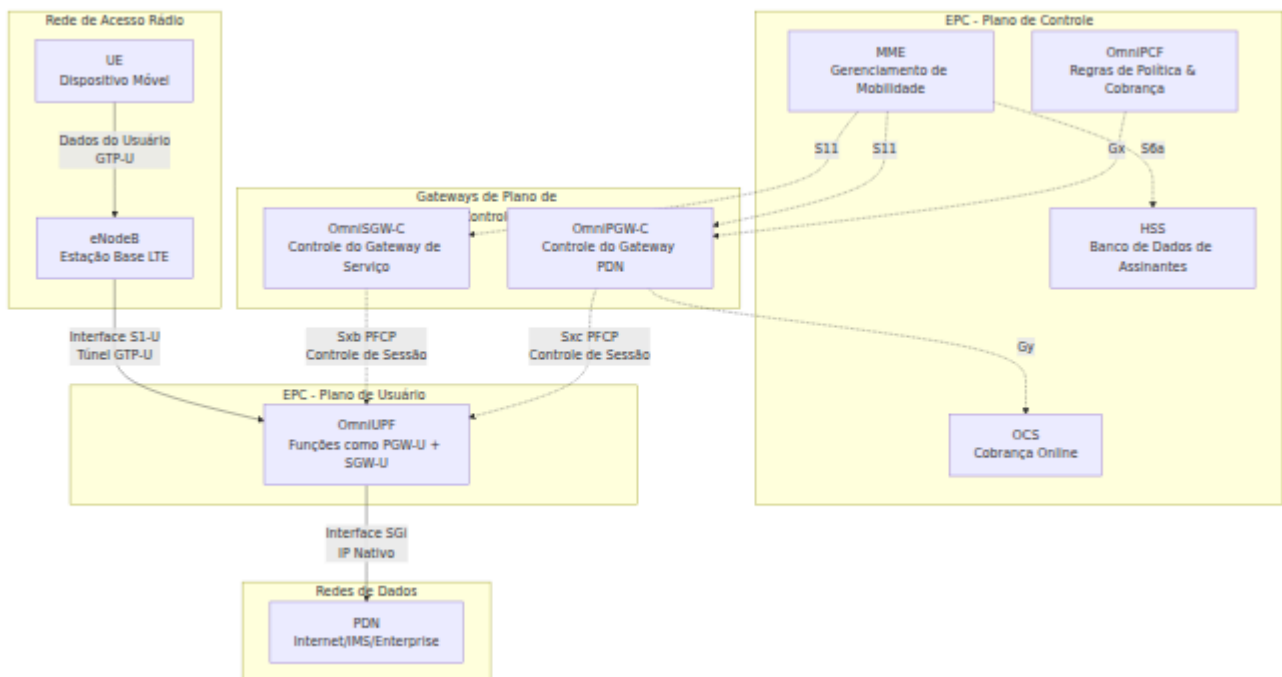 Rede de Acesso Rádio
UE
Dispositivo Móvel
Dados do Usuário
GTP-U
eNodeB
Estação Base LTE
Interface S1-U
Túnel GTP-U
EPC - Plano de Controle
MME
Gerenciamento de
Mobilidade
OmniPCF
Regras de Política &
Cobrança
S11
S11
Gx
S6a
HSS
Banco de Dados de
Assinantes
Gateways de Plano de
Controle
OmniSGW-C
Controle do Gateway de
Serviço
OmniPGW-C
Controle do Gateway
PDN
Sxb PFCP
Controle de Sessão
Sxc PFCP
Controle de Sessão
Gy
OCS
Cobrança Online
EPC - Plano de Usuário
OmniUPF
Funções como PGW-U +
SGW-U
Interface SGi
IP Nativo
Redes de Dados
PDN
Internet/IMS/Enterprise